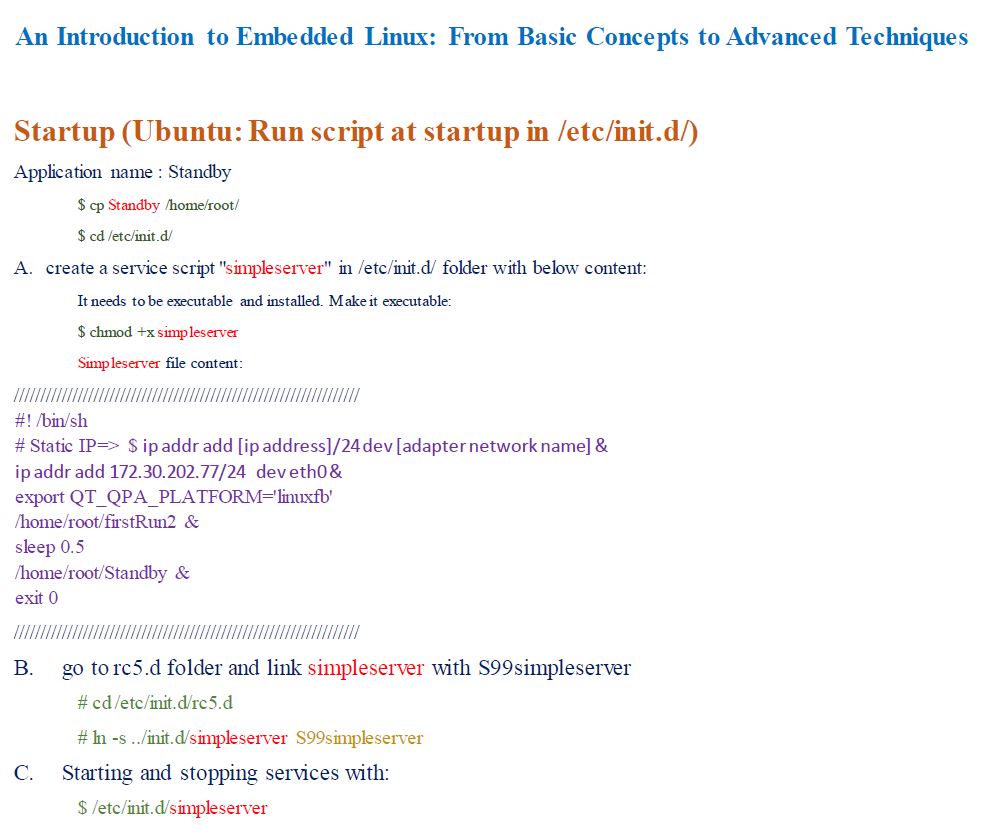 An Introduction to Embedded Linux: From Basic Concepts to Advanced Techniques
Startup (Ubuntu: Run script at startup in /etc/init.d/)
Application name : Standby
$ cp Standby /home/root/
$ cd /etc/init.d/
A. create a service script "simpleserver" in /etc/init.d/ folder with below content:
It needs to be executable and installed. Make it executable:
$ chmod +x simpleserver
Simpleserver file content:
/////////////////////////////////////////////////////////////////
#! /bin/sh
# Static IP=> $ ip addr add [ip address]/24 dev [adapter network name] &
ip addr add 172.30.202.77/24 dev eth0 &
export QT_QPA_PLATFORM='linuxfb'
/home/root/firstRun2 &
sleep 0.5
/home/root/Standby &
exit 0
/////////////////////////////////////////////////////////////////
B. go to rc5.d folder and link simpleserver with S99simpleserver
# cd /etc/init.d/rc5.d
# ln -s ../init.d/simpleserver S99simpleserver
C. Starting and stopping services with:
$ /etc/init.d/simpleserver